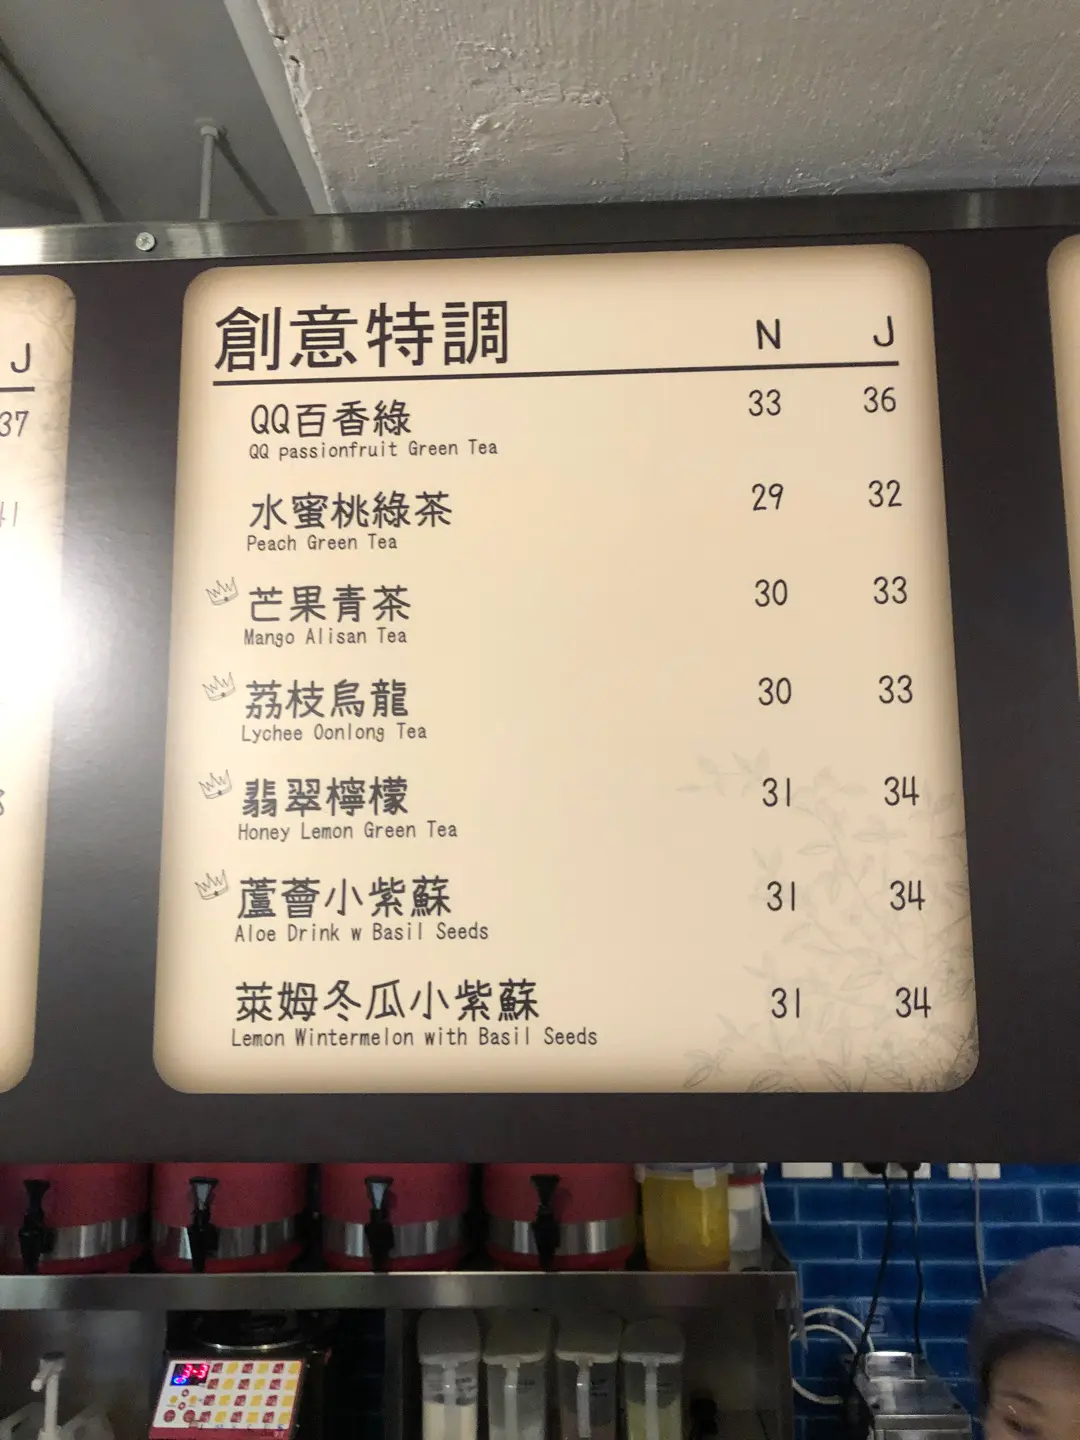 J
37
41
創意特調 N J
QQ百香綠 33 36
QQ passionfruit Green Tea
水蜜桃綠茶 29 32
Peach Green Tea
芒果青茶 30 33
Mango Alisan Tea
荔枝烏龍 30 33
Lychee Oonlong Tea
翡翠檸檬 31 34
Honey Lemon Green Tea
蘆薈小紫蘇 31 34
Aloe Drink w Basil Seeds
萊姆冬瓜小紫蘇 31 34
Lemon Wintermelon with Basil Seeds